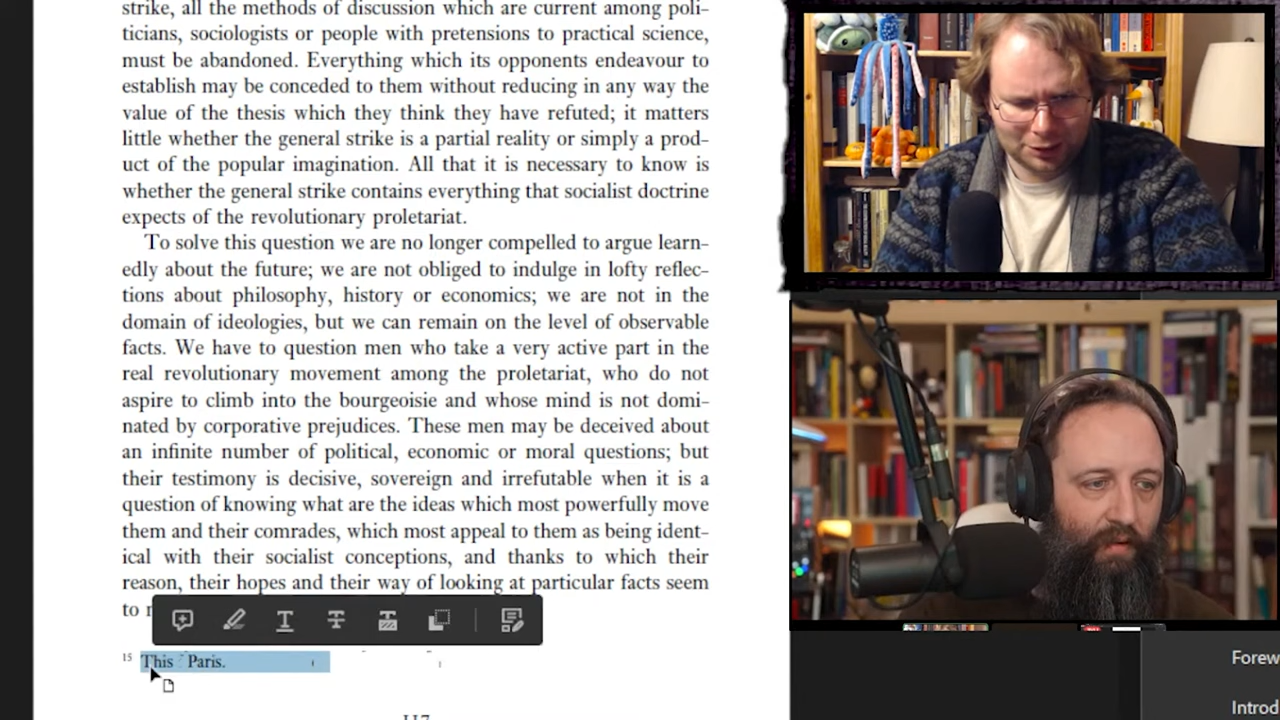 strike, all the methods of discussion which are current among poli-
ticians, sociologists or people with pretensions to practical science,
must be abandoned. Everything which its opponents endeavour to
establish may be conceded to them without reducing in any way the
value of the thesis which they think they have refuted; it matters
little whether the general strike is a partial reality or simply a prod-
uct of the popular imagination. All that it is necessary to know is
whether the general strike contains everything that socialist doctrine
expects of the revolutionary proletariat.
To solve this question we are no longer compelled to argue learn-
edly about the future; we are not obliged to indulge in lofty reflec-
tions about philosophy, history or economics; we are not in the
domain of ideologies, but we can remain on the level of observable
facts. We have to question men who take a very active part in the
real revolutionary movement among the proletariat, who do not
aspire to climb into the bourgeoisie and whose mind is not domi-
nated by corporative prejudices. These men may be deceived about
an infinite number of political, economic or moral questions; but
their testimony is decisive, sovereign and irrefutable when it is a
question of knowing what are the ideas which most powerfully move
them and their comrades, which most appeal to them as being ident-
ical with their socialist conceptions, and thanks to which their
reason, their hopes and their way of looking at particular facts seem
to
15 This Paris.
117
Forew
Introd